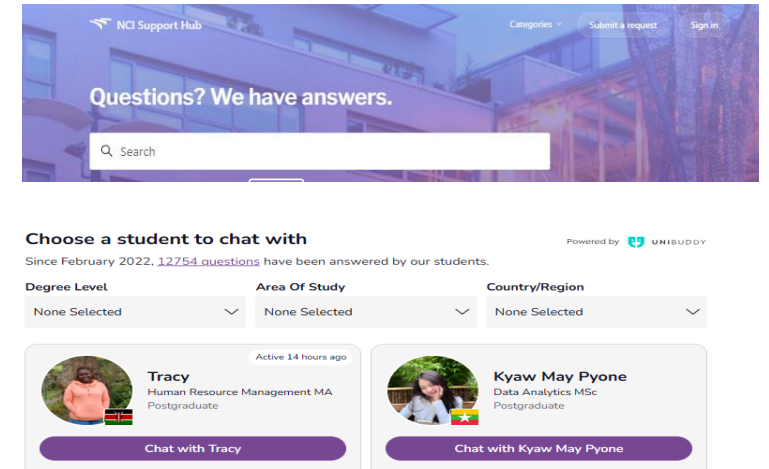 NCI Support Hub
Categories
Submit a request
Sign in
Questions? We have answers.
Search
Choose a student to chat with
Powered by UNIBUDDY
Since February 2022, 12754 questions have been answered by our students.
Degree Level
Area Of Study
Country/Region
None Selected
None Selected
None Selected
Active 14 hours ago
Tracy
Human Resource Management MA
Postgraduate
Chat with Tracy
Kyaw May Pyone
Data Analytics MSc
Postgraduate
Chat with Kyaw May Pyone